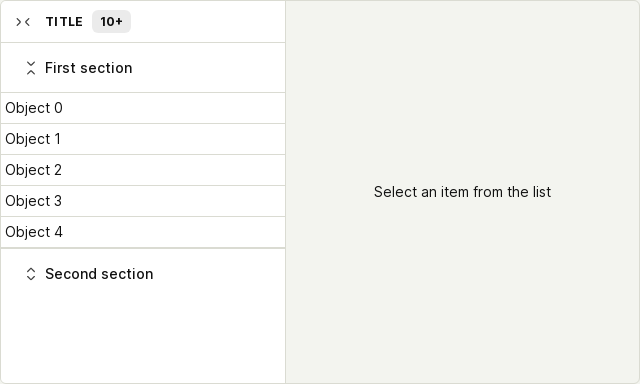 TITLE 10+
First section
Object 0
Object 1
Object 2
Object 3
Object 4
Second section
Select an item from the list